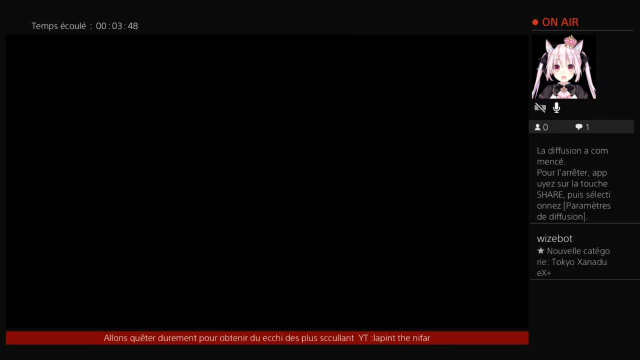 Temps écoulé : 00:03:48
ON AIR
0 1
La diffusion a com
mencé.
Pour l'arrêter, app
uyez sur la touche
SHARE, puis sélecti
onnez [Paramètres
de diffusion].
wizebot
★ Nouvelle catégo
rie: Tokyo Xanadu
eX+
Allons quêter durement pour obtenir du ecchi des plus sccullant YT :lapint the nifar